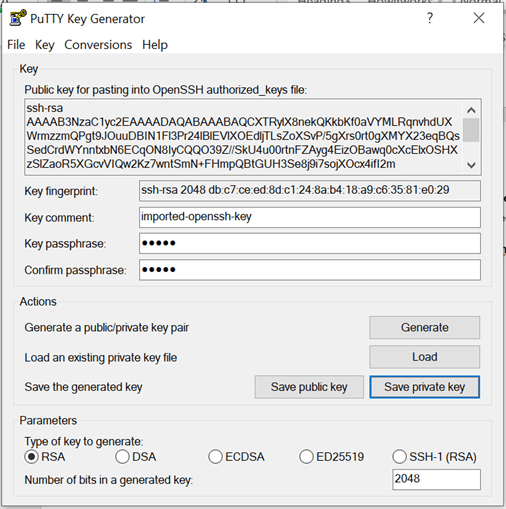 PuTTY Key Generator
File Key Conversions Help
Key
Public key for pasting into OpenSSH authorized_keys file:
ssh-rsa
AAAAB3NzaC1yc2EAAAADAQABAAABAQCXTRylX8nekQKkbKf0aVYMLRqnvhdUX
WrmzzmQPgt9JOuuDBIN1Fl3Pr24lBlEVlXOEdljTLsZoXSvP/5gXrs0rt0gXMYX23eqBQs
SedCrdWYnntxbN6ECqON8IyCQQO39Z//SkU4u00rtnFZAyg4EizOBawq0cXcElxOSHX
zSlZaoR5XGcvVIQw2Kz7wntSmN+FHmpQBtGUH3Se8j9i7sojXOcx4ifI2m
Key fingerprint:
ssh-rsa 2048 db:c7:ce:ed:8d:c1:24:8a:b4:18:a9:c6:35:81:e0:29
Key comment:
imported-openssh-key
Key passphrase:
●●●●●
Confirm passphrase:
●●●●●
Actions
Generate a public/private key pair
Generate
Load an existing private key file
Load
Save the generated key
Save public key
Save private key
Parameters
Type of key to generate:
RSA DSA ECDSA ED25519 SSH-1 (RSA)
Number of bits in a generated key:
2048